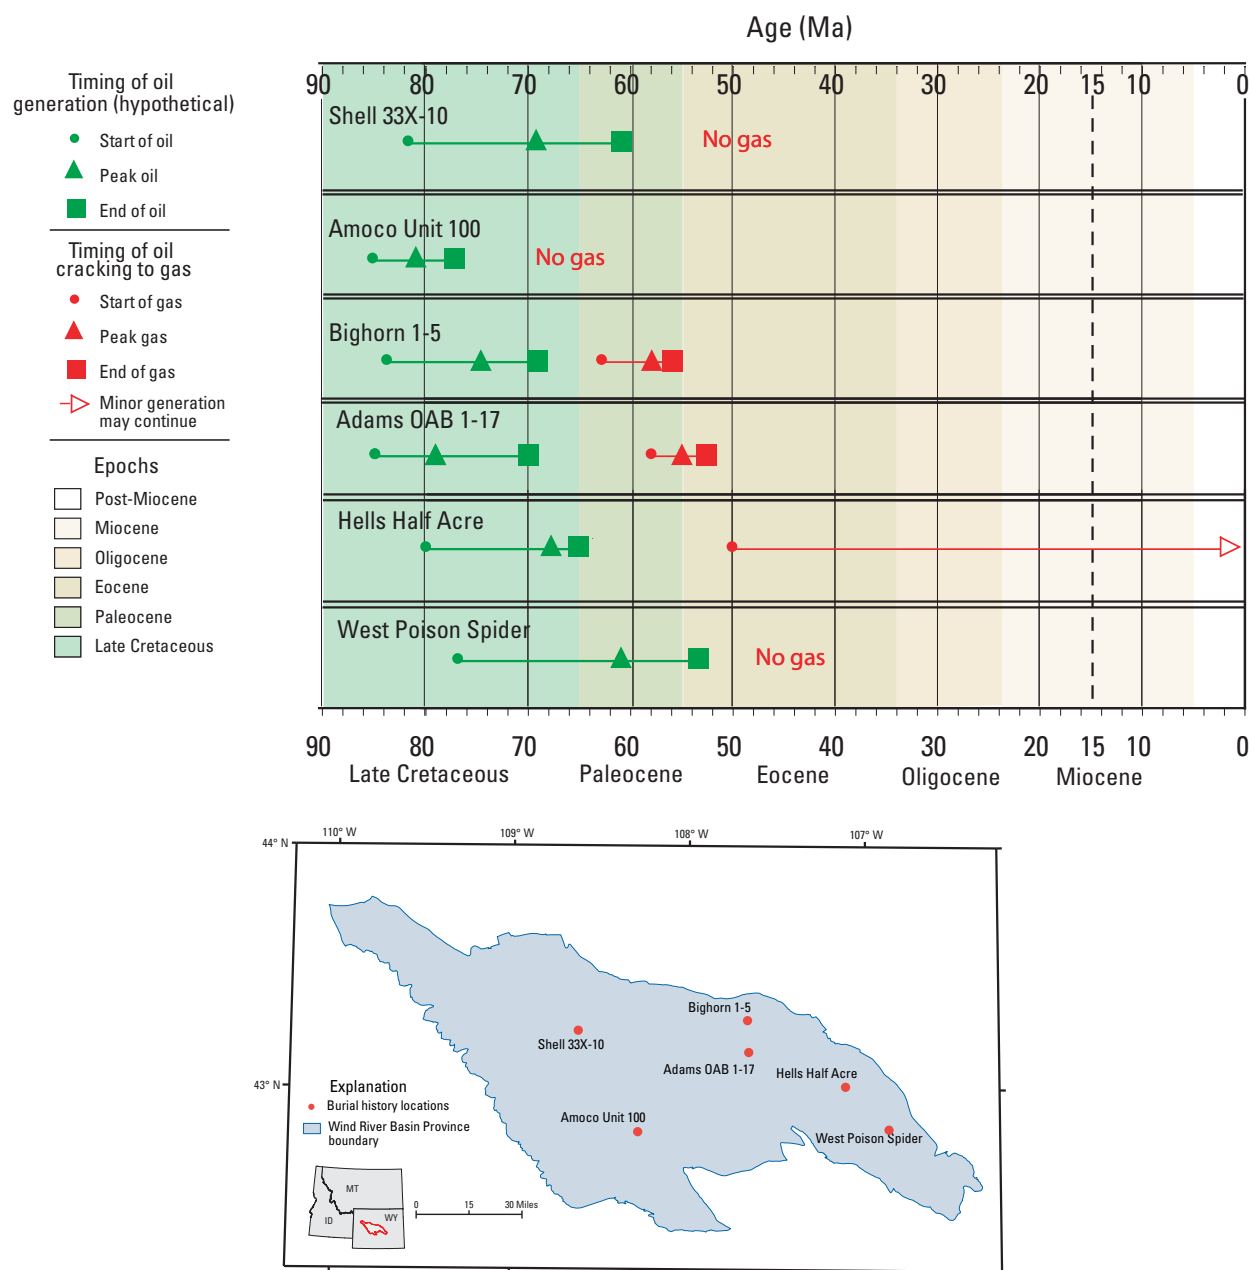 Age (Ma)
90 80 70 60 50 40 30 20 15 10 0
Timing of oil
generation (hypothetical)
Start of oil
Peak oil
End of oil
Timing of oil
cracking to gas
Start of gas
Peak gas
End of gas
Minor generation
may continue
Epochs
Post-Miocene
Miocene
Oligocene
Eocene
Paleocene
Late Cretaceous
Shell 33X-10
No gas
Amoco Unit 100
No gas
Bighorn 1-5
Adams OAB 1-17
Hells Half Acre
West Poison Spider
No gas
90 80 70 60 50 40 30 20 15 10 0
Late Cretaceous Paleocene Eocene Oligocene Miocene
110° W 109° W 108° W 107° W
44° N
43° N
Bighorn 1-5
Shell 33X-10
Adams OAB 1-17
Hells Half Acre
Amoco Unit 100
West Poison Spider
Explanation
Burial history locations
Wind River Basin Province
boundary
MT
ID
WY
0 15 30 Miles